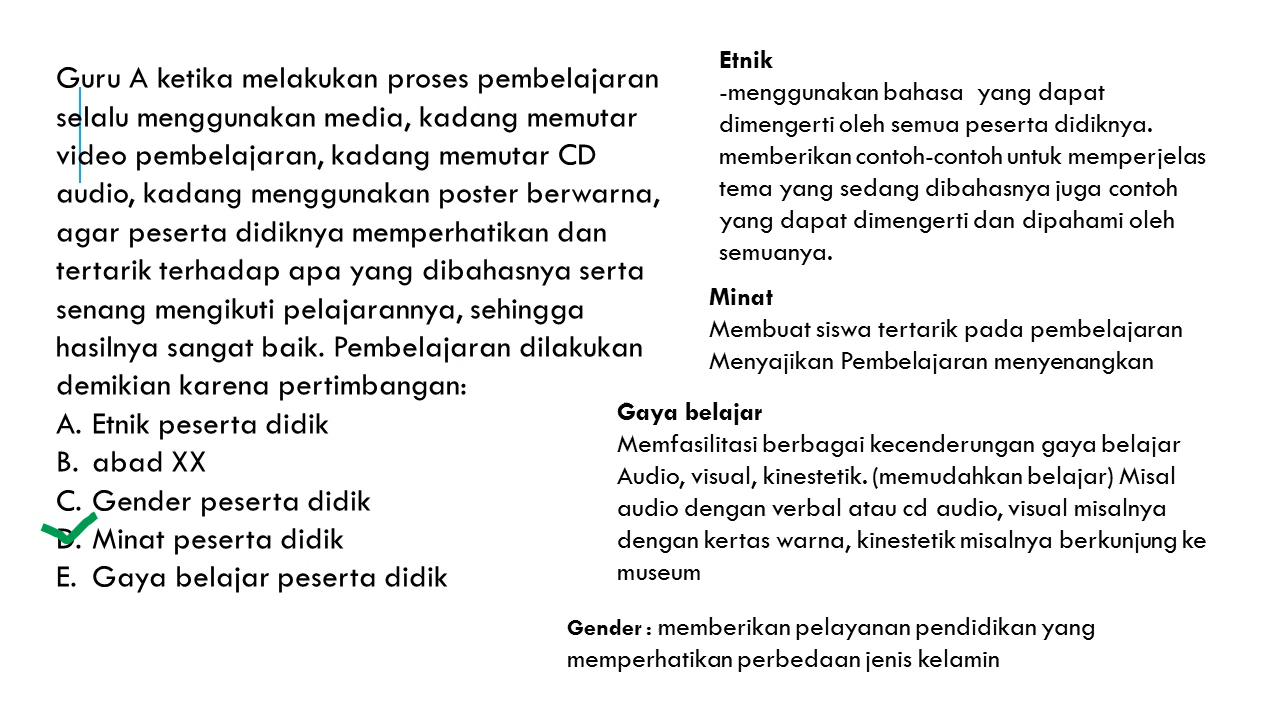 Guru A ketika melakukan proses pembelajaran
selalu menggunakan media, kadang memutar
video pembelajaran, kadang memutar CD
audio, kadang menggunakan poster berwarna,
agar peserta didiknya memperhatikan dan
tertarik terhadap apa yang dibahasnya serta
senang mengikuti pelajarannya, sehingga
hasilnya sangat baik. Pembelajaran dilakukan
demikian karena pertimbangan:
A. Etnik peserta didik
B. abad XX
C. Gender peserta didik
D. Minat peserta didik
E. Gaya belajar peserta didik
Etnik
-menggunakan bahasa yang dapat
dimengerti oleh semua peserta didiknya.
memberikan contoh-contoh untuk memperjelas
tema yang sedang dibahasnya juga contoh
yang dapat dimengerti dan dipahami oleh
semuanya.
Minat
Membuat siswa tertarik pada pembelajaran
Menyajikan Pembelajaran menyenangkan
Gaya belajar
Memfasilitasi berbagai kecenderungan gaya belajar
Audio, visual, kinestetik. (memudahkan belajar) Misal
audio dengan verbal atau cd audio, visual misalnya
dengan kertas warna, kinestetik misalnya berkunjung ke
museum
Gender : memberikan pelayanan pendidikan yang
memperhatikan perbedaan jenis kelamin